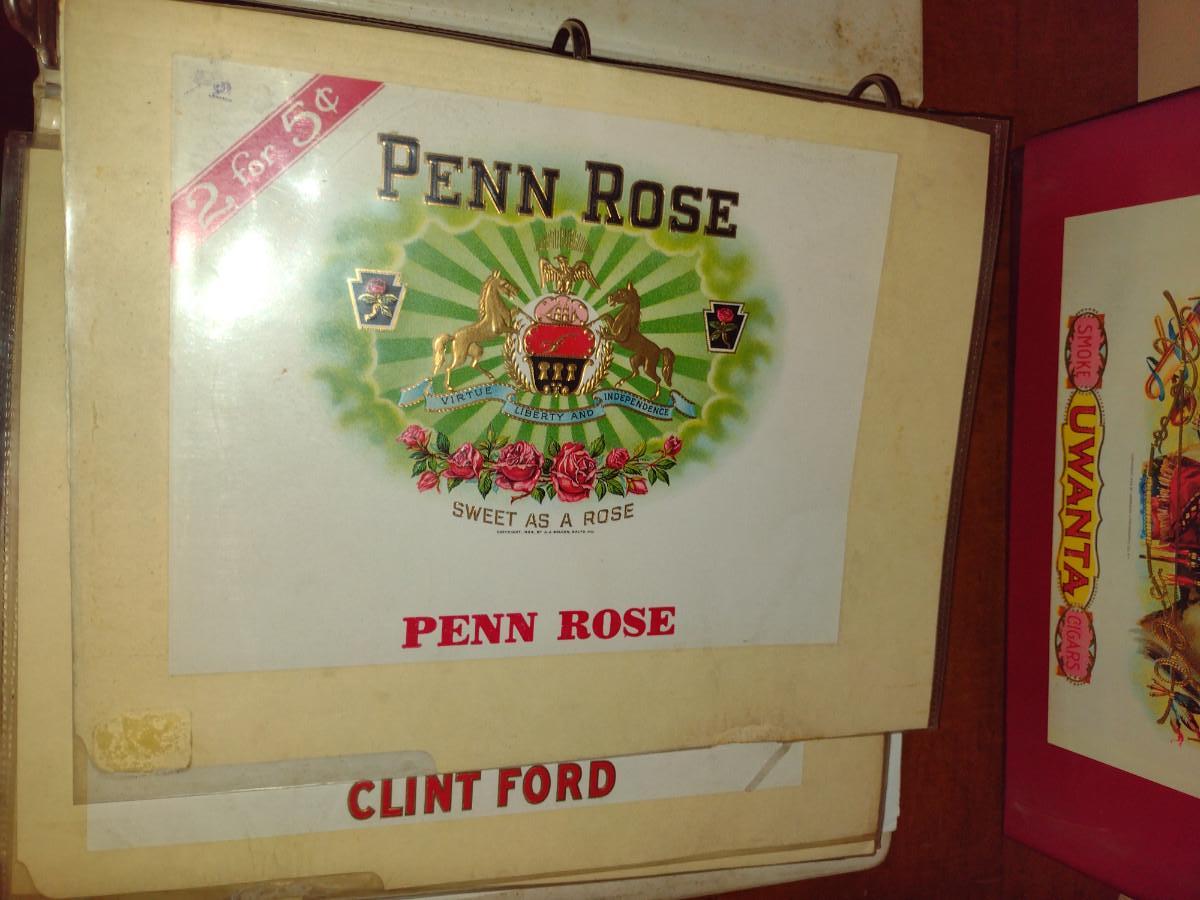 2 for 5¢
PENN ROSE
VIRTUE
LIBERTY AND
INDEPENDENCE
SWEET AS A ROSE
PENN ROSE
CLINT FORD
SMOKE
UWANTA
CIGARS